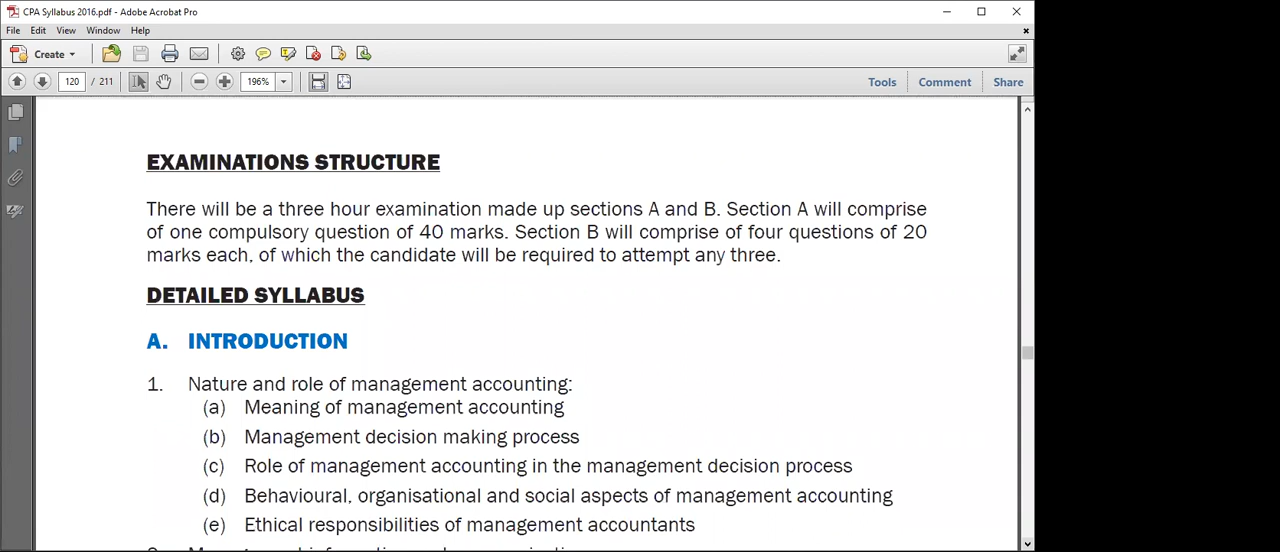 CPA Syllabus 2016.pdf - Adobe Acrobat Pro
File Edit View Window Help
Create
120 / 211 196% Tools Comment Share
EXAMINATIONS STRUCTURE
There will be a three hour examination made up sections A and B. Section A will comprise
of one compulsory question of 40 marks. Section B will comprise of four questions of 20
marks each, of which the candidate will be required to attempt any three.
DETAILED SYLLABUS
A. INTRODUCTION
1. Nature and role of management accounting:
(a) Meaning of management accounting
(b) Management decision making process
(c) Role of management accounting in the management decision process
(d) Behavioural, organisational and social aspects of management accounting
(e) Ethical responsibilities of management accountants